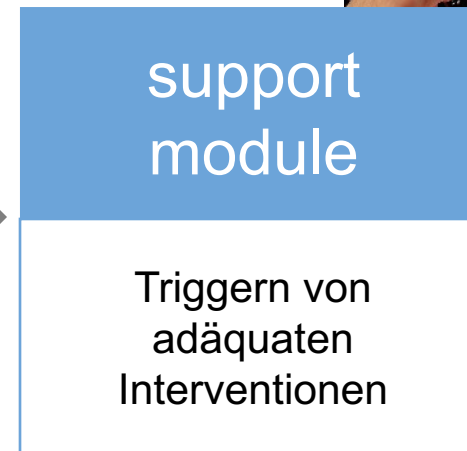 support
module
Triggern von
adäquaten
Interventionen